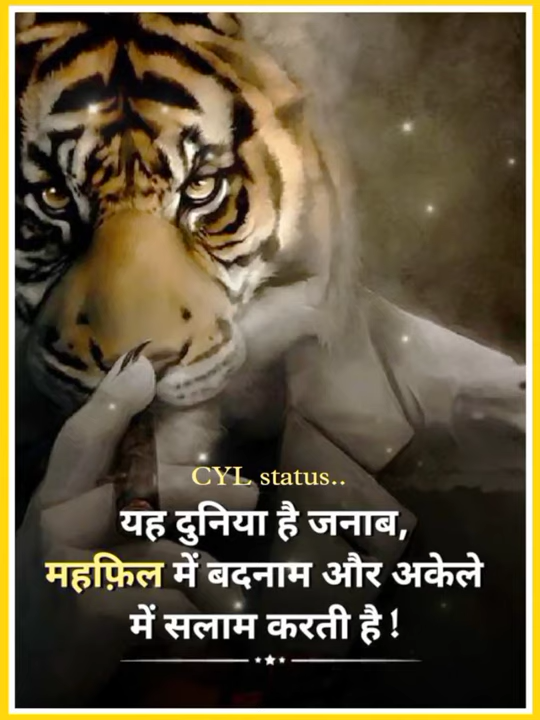 CYL status..
यह दुनिया है जनाब,
महफ़िल में बदनाम और अकेले
में सलाम करती है !